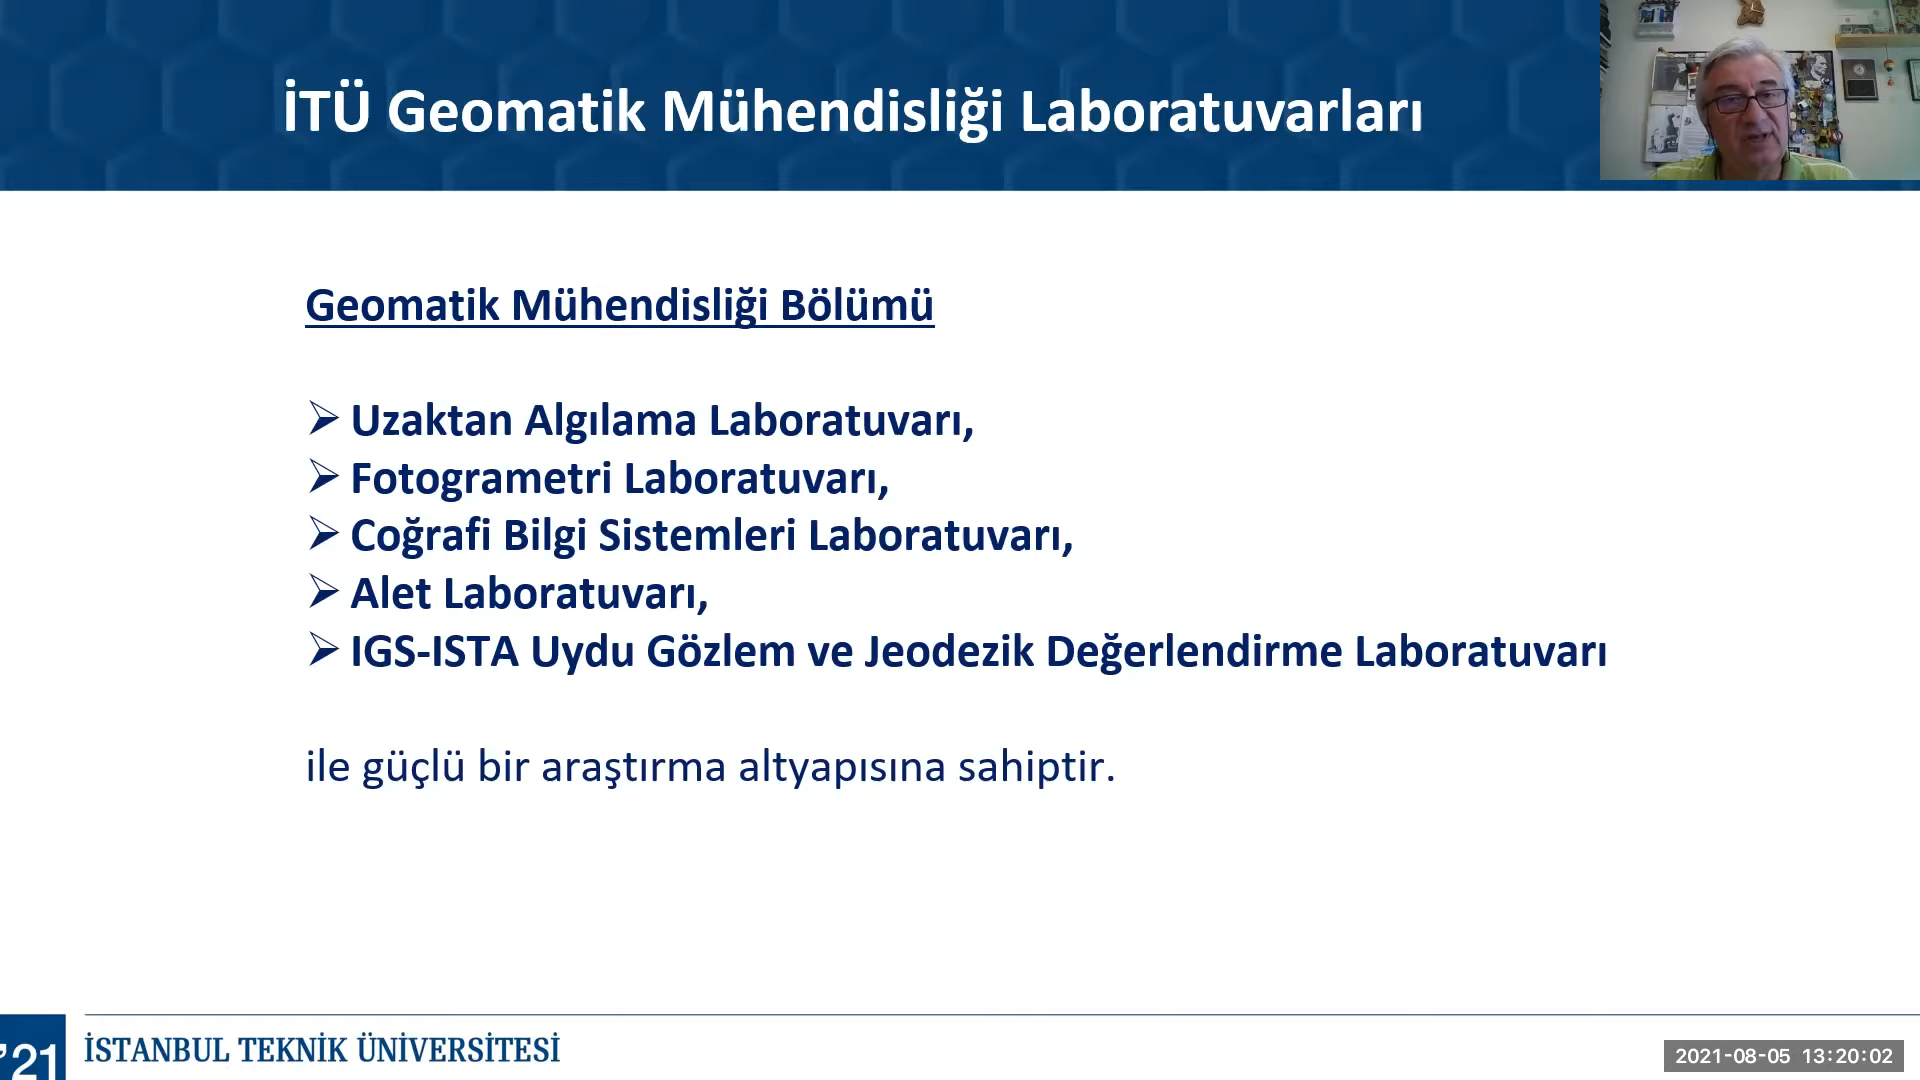 İTÜ Geomatik Mühendisliği Laboratuvarları
Geomatik Mühendisliği Bölümü
➢ Uzaktan Algılama Laboratuvarı,
➢ Fotogrametri Laboratuvarı,
➢ Coğrafi Bilgi Sistemleri Laboratuvarı,
➢ Alet Laboratuvarı,
➢ IGS-ISTA Uydu Gözlem ve Jeodezik Değerlendirme Laboratuvarı
ile güçlü bir araştırma altyapısına sahiptir.
’21 İSTANBUL TEKNİK ÜNİVERSİTESİ
2021-08-05 13:20:02